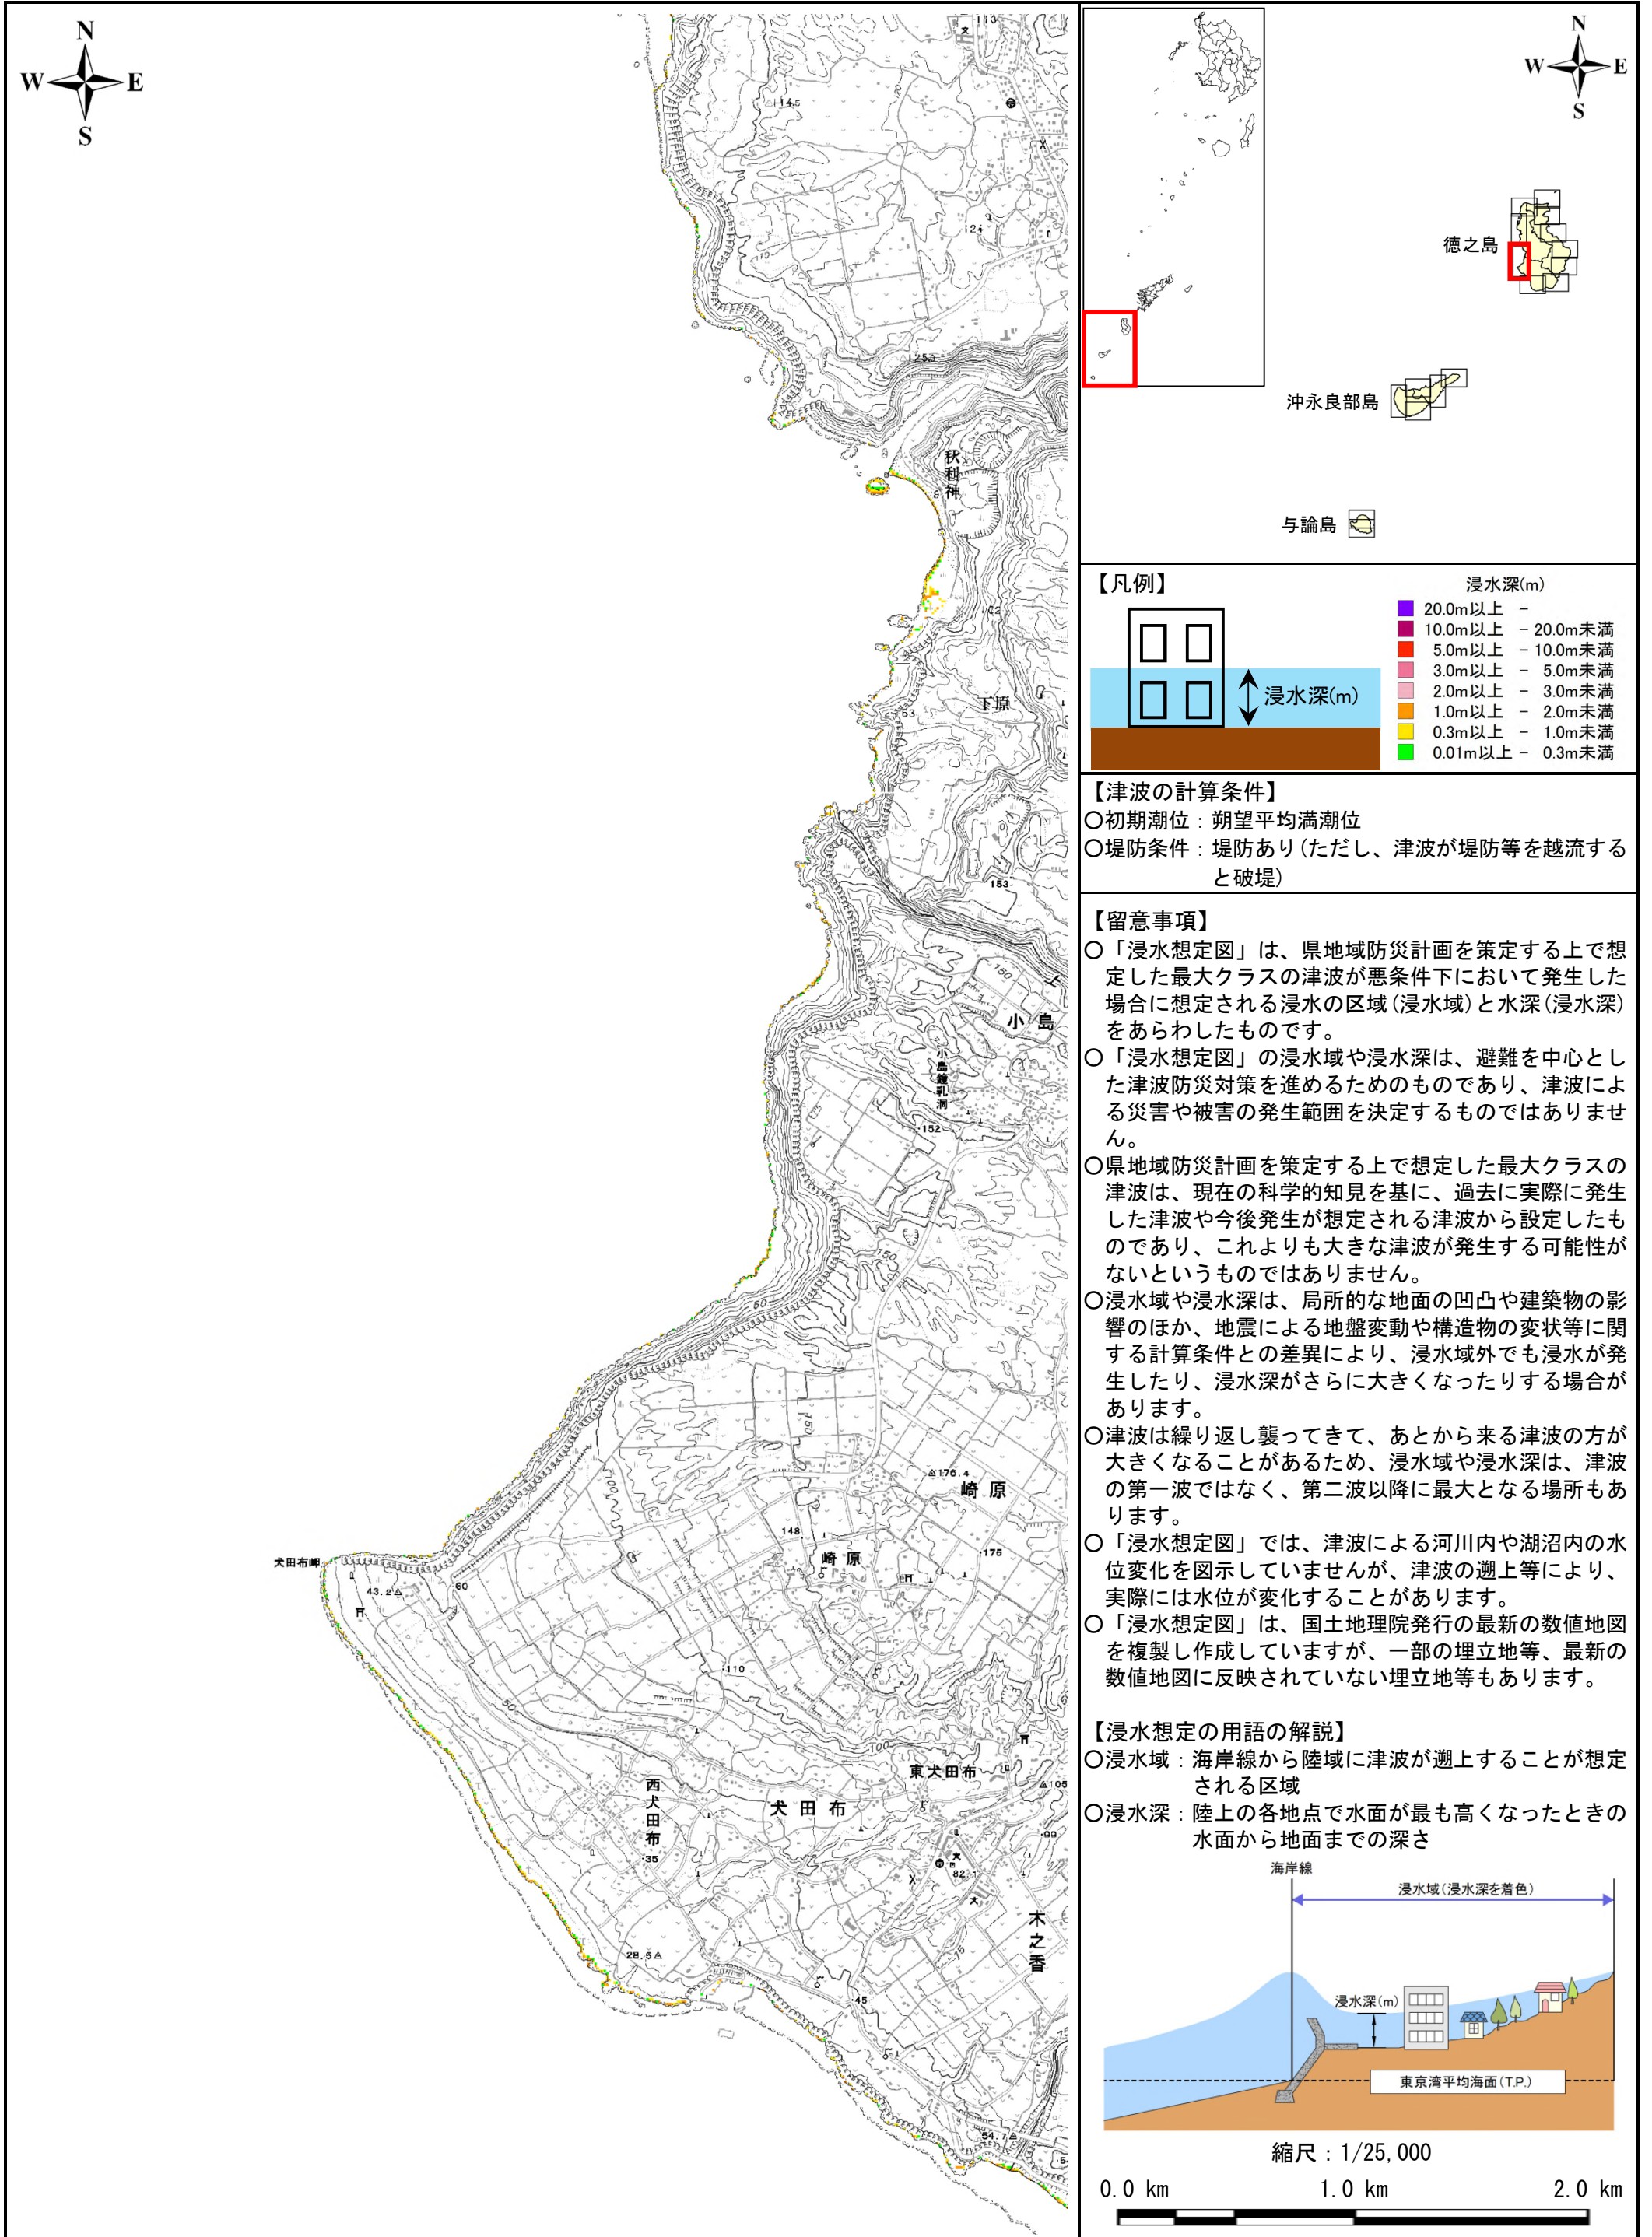 N
W E
S
113
114.5
124
125.3
秋利神
102
下原
63
153
150
上
小島
小島鐘乳洞
152
150
50
150
100
176.4
崎原
148
崎原
175
犬田布岬
43.2
60
110
50
100
東犬田布
106
西犬田布
犬田布
35
99
82.1
木之香
75
28.5
45
54.7
N
W E
S
徳之島
沖永良部島
与論島
【凡例】
浸水深(m)
浸水深(m)
20.0m以上 -
10.0m以上 - 20.0m未満
5.0m以上 - 10.0m未満
3.0m以上 - 5.0m未満
2.0m以上 - 3.0m未満
1.0m以上 - 2.0m未満
0.3m以上 - 1.0m未満
0.01m以上 - 0.3m未満
【津波の計算条件】
○初期潮位：朔望平均満潮位
○堤防条件：堤防あり(ただし、津波が堤防等を越流する
と破堤)
【留意事項】
○「浸水想定図」は、県地域防災計画を策定する上で想
定した最大クラスの津波が悪条件下において発生した
場合に想定される浸水の区域(浸水域)と水深(浸水深)
をあらわしたものです。
○「浸水想定図」の浸水域や浸水深は、避難を中心とし
た津波防災対策を進めるためのものであり、津波によ
る災害や被害の発生範囲を決定するものではありませ
ん。
○県地域防災計画を策定する上で想定した最大クラスの
津波は、現在の科学的知見を基に、過去に実際に発生
した津波や今後発生が想定される津波から設定したも
のであり、これよりも大きな津波が発生する可能性が
ないというものではありません。
○浸水域や浸水深は、局所的な地面の凹凸や建築物の影
響のほか、地震による地盤変動や構造物の変状等に関
する計算条件との差異により、浸水域外でも浸水が発
生したり、浸水深がさらに大きくなったりする場合が
あります。
○津波は繰り返し襲ってきて、あとから来る津波の方が
大きくなることがあるため、浸水域や浸水深は、津波
の第一波ではなく、第二波以降に最大となる場所もあ
ります。
○「浸水想定図」では、津波による河川内や湖沼内の水
位変化を図示していませんが、津波の遡上等により、
実際には水位が変化することがあります。
○「浸水想定図」は、国土地理院発行の最新の数値地図
を複製し作成していますが、一部の埋立地等、最新の
数値地図に反映されていない埋立地等もあります。
【浸水想定の用語の解説】
○浸水域：海岸線から陸域に津波が遡上することが想定
される区域
○浸水深：陸上の各地点で水面が最も高くなったときの
水面から地面までの深さ
海岸線
浸水域(浸水深を着色)
浸水深(m)
東京湾平均海面(T.P.)
縮尺：1/25,000
0.0 km 1.0 km 2.0 km